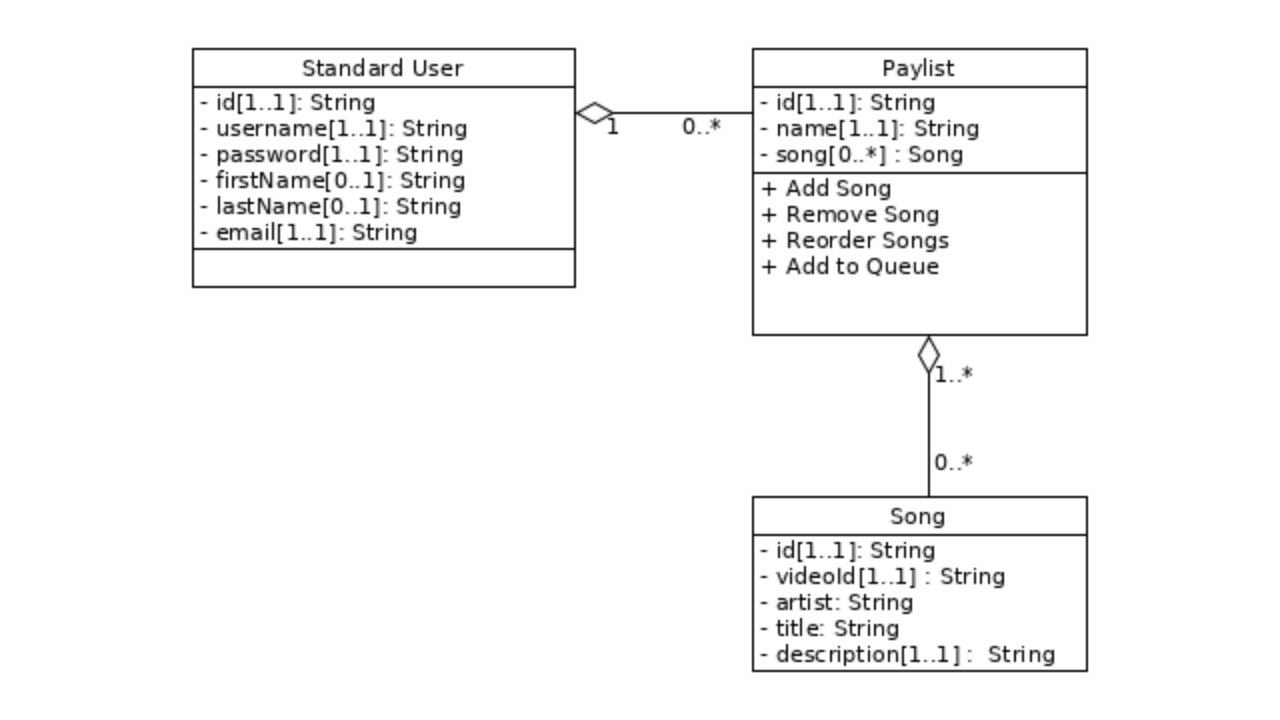 Standard User
- id[1..1]: String
- username[1..1]: String
- password[1..1]: String
- firstName[0..1]: String
- lastName[0..1]: String
- email[1..1]: String
1
0..*
Paylist
- id[1..1]: String
- name[1..1]: String
- song[0..*] : Song
+ Add Song
+ Remove Song
+ Reorder Songs
+ Add to Queue
1..*
0..*
Song
- id[1..1]: String
- videoId[1..1] : String
- artist: String
- title: String
- description[1..1] :  String